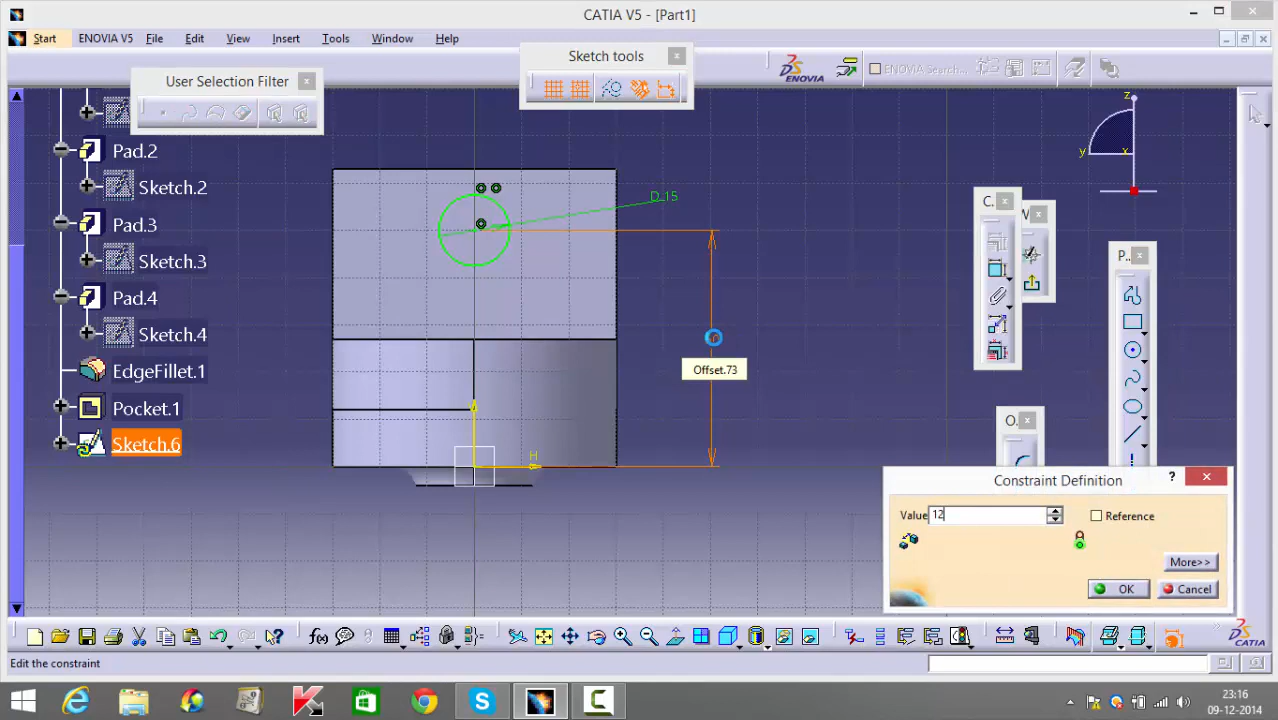 CATIA V5 - [Part1]
Start ENOVIA V5 File Edit View Insert Tools Window Help
Sketch tools
User Selection Filter
ENOVIA
ENOVIA Search...
Pad.2
Sketch.2
Pad.3
Sketch.3
Pad.4
Sketch.4
EdgeFillet.1
Pocket.1
Sketch.6
D 15
Offset.73
H
z
y
x
C..
P..
O.
Constraint Definition
Value 12
Reference
More>>
OK
Cancel
f(x)
CATIA
Edit the constraint
23:16
09-12-2014